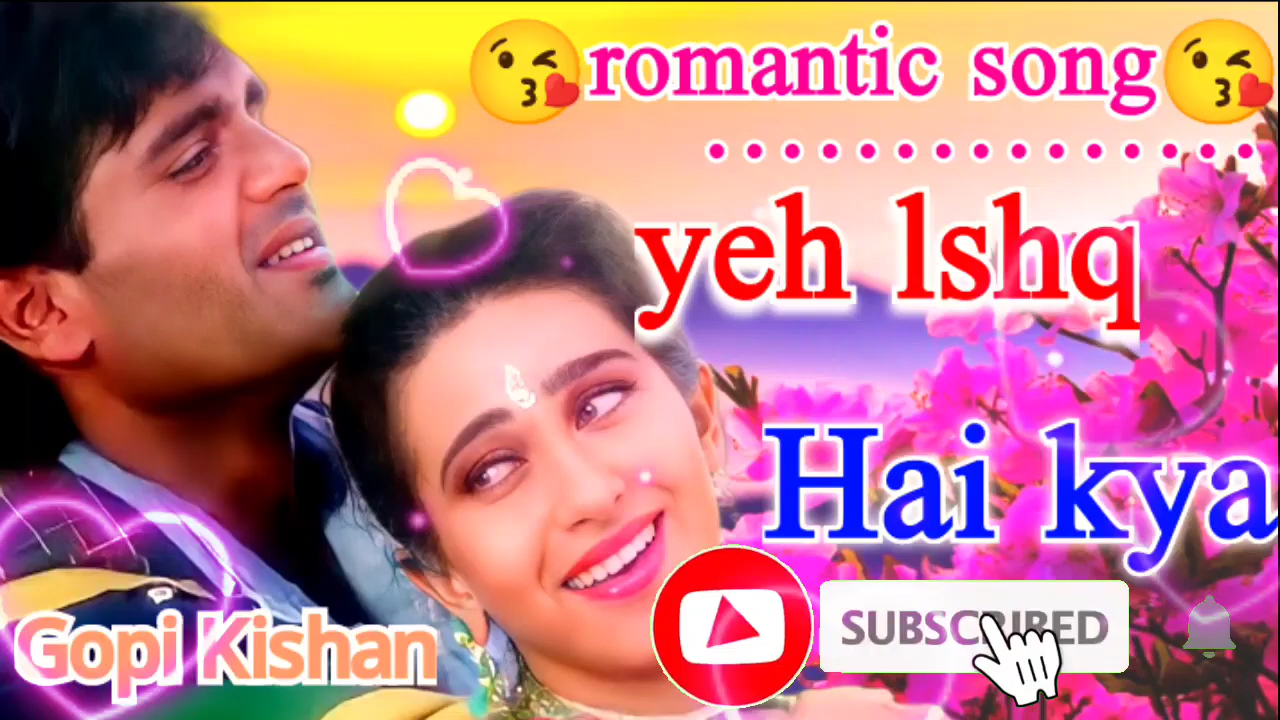 😘romantic song😘
yeh Ishq
Hai kya
Gopi Kishan
SUBSCRIBED